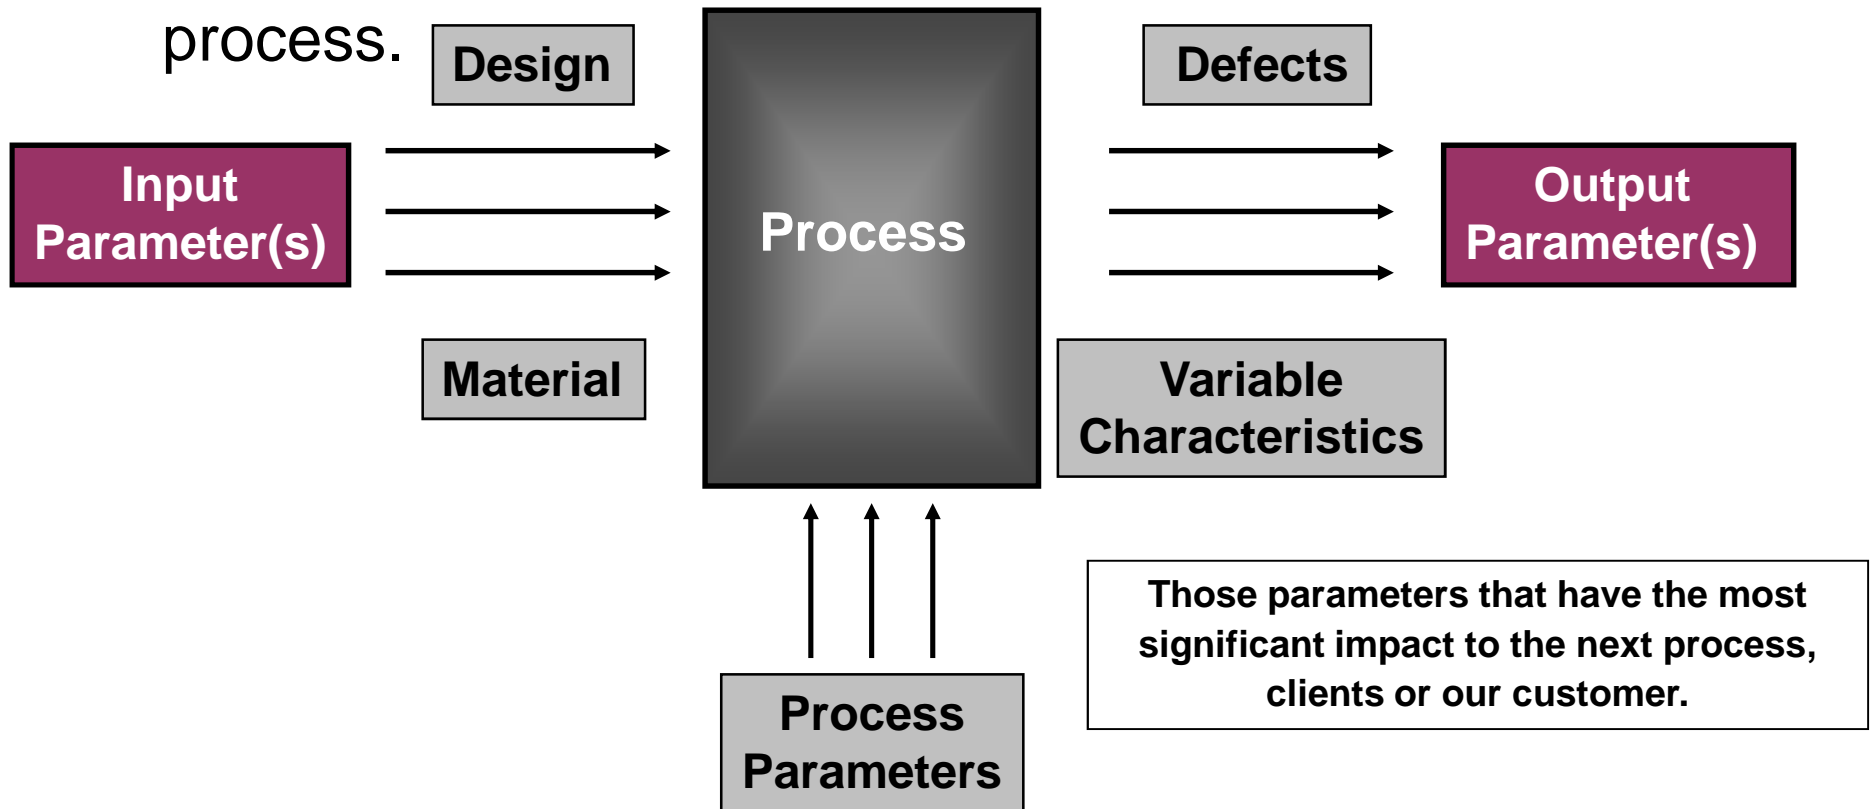 process.
Design
Defects
Input
Parameter(s)
Process
Output
Parameter(s)
Material
Variable
Characteristics
Those parameters that have the most
significant impact to the next process,
clients or our customer.
Process
Parameters